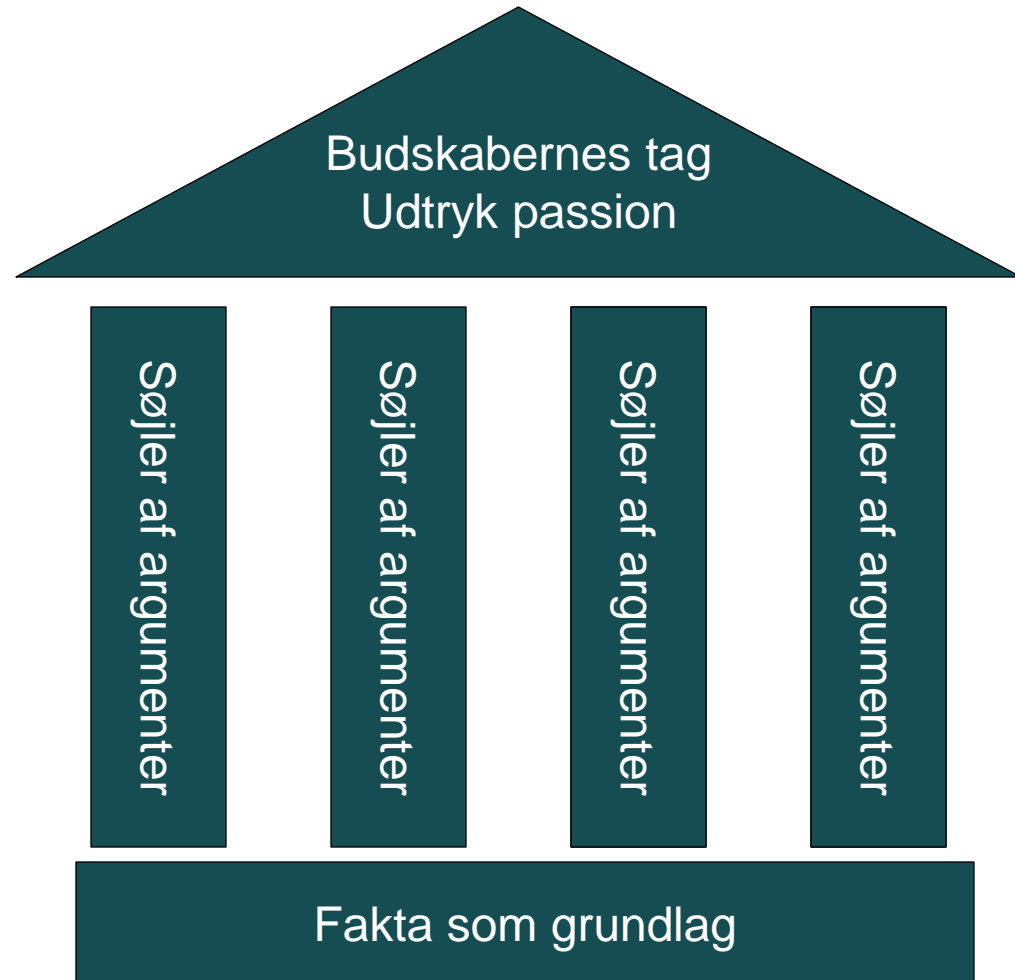 Budskabernes tag
Udtryk passion
Søjler af argumenter
Søjler af argumenter
Søjler af argumenter
Søjler af argumenter
Fakta som grundlag